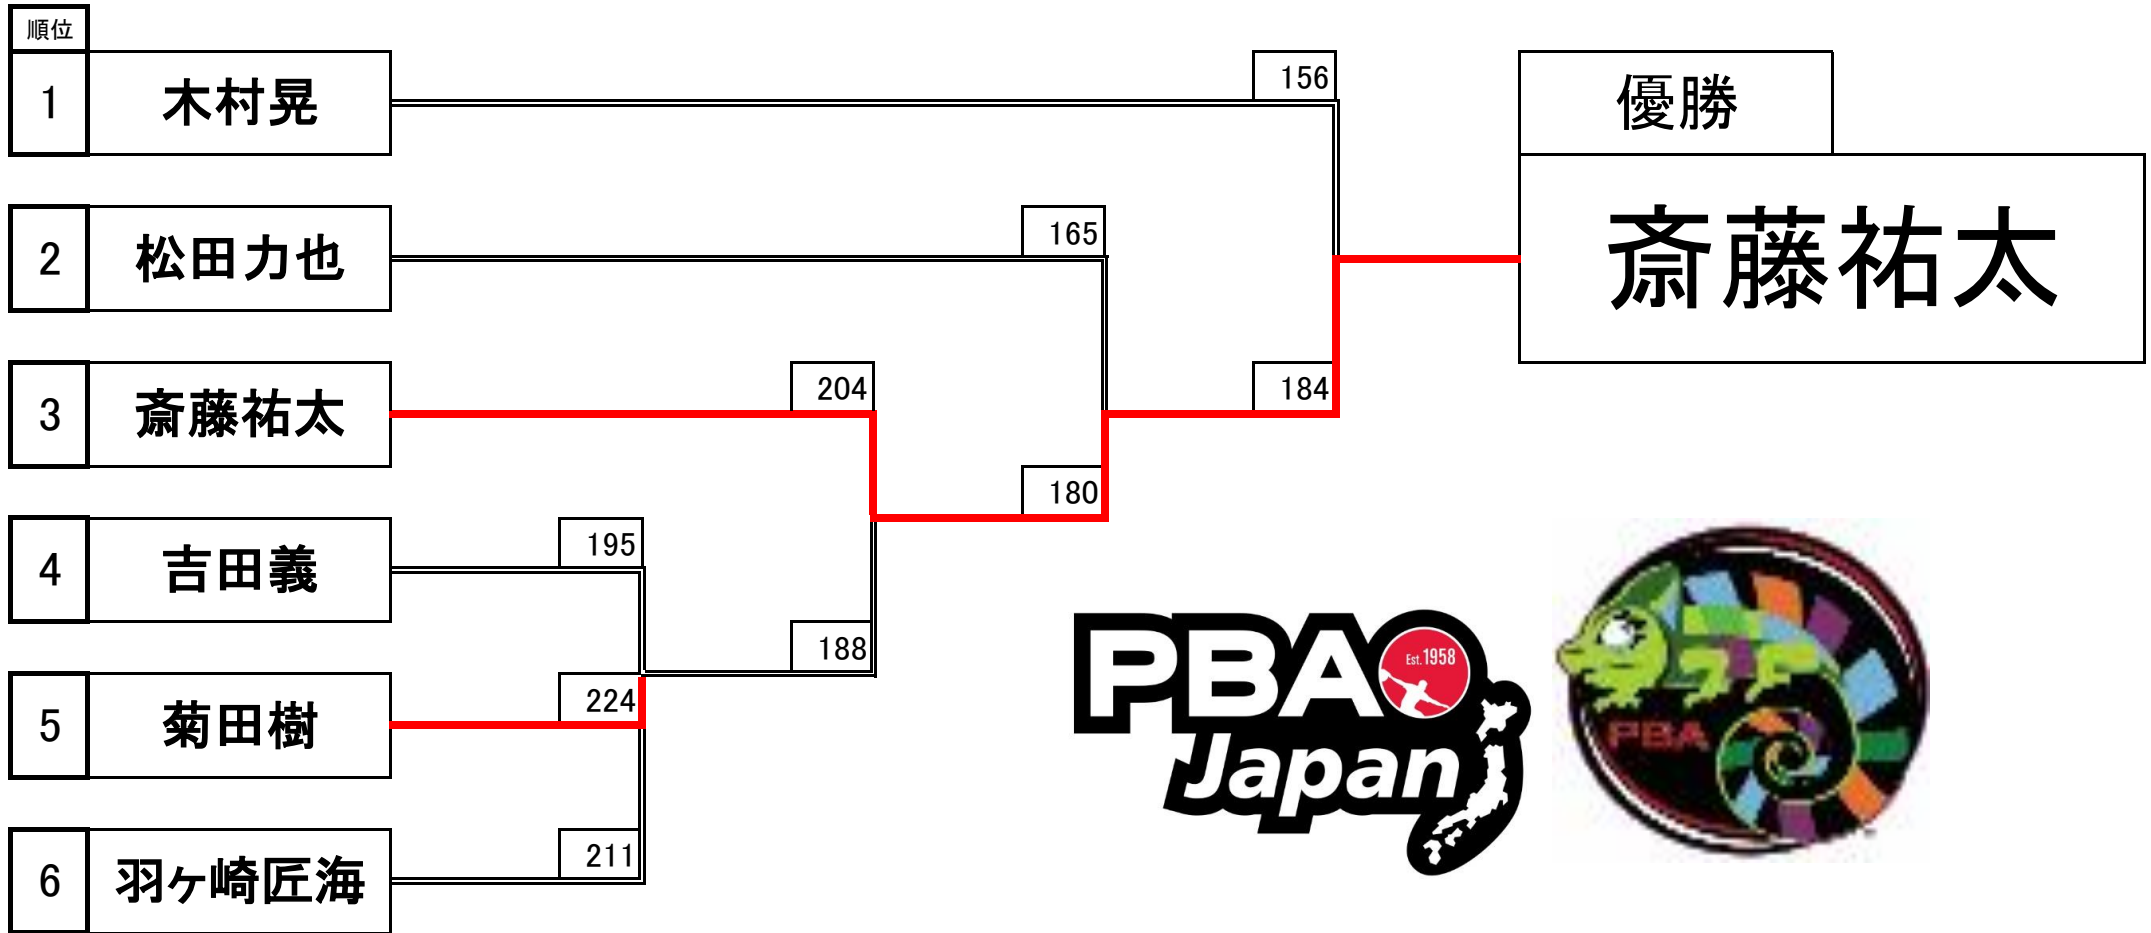 順位
1 木村晃 156 優勝
2 松田力也 165 斎藤祐太
3 斎藤祐太 204 184
180
4 吉田義 195
188
5 菊田樹 224
6 羽ヶ崎匠海 211
PBA
Est.1958
Japan
PBA